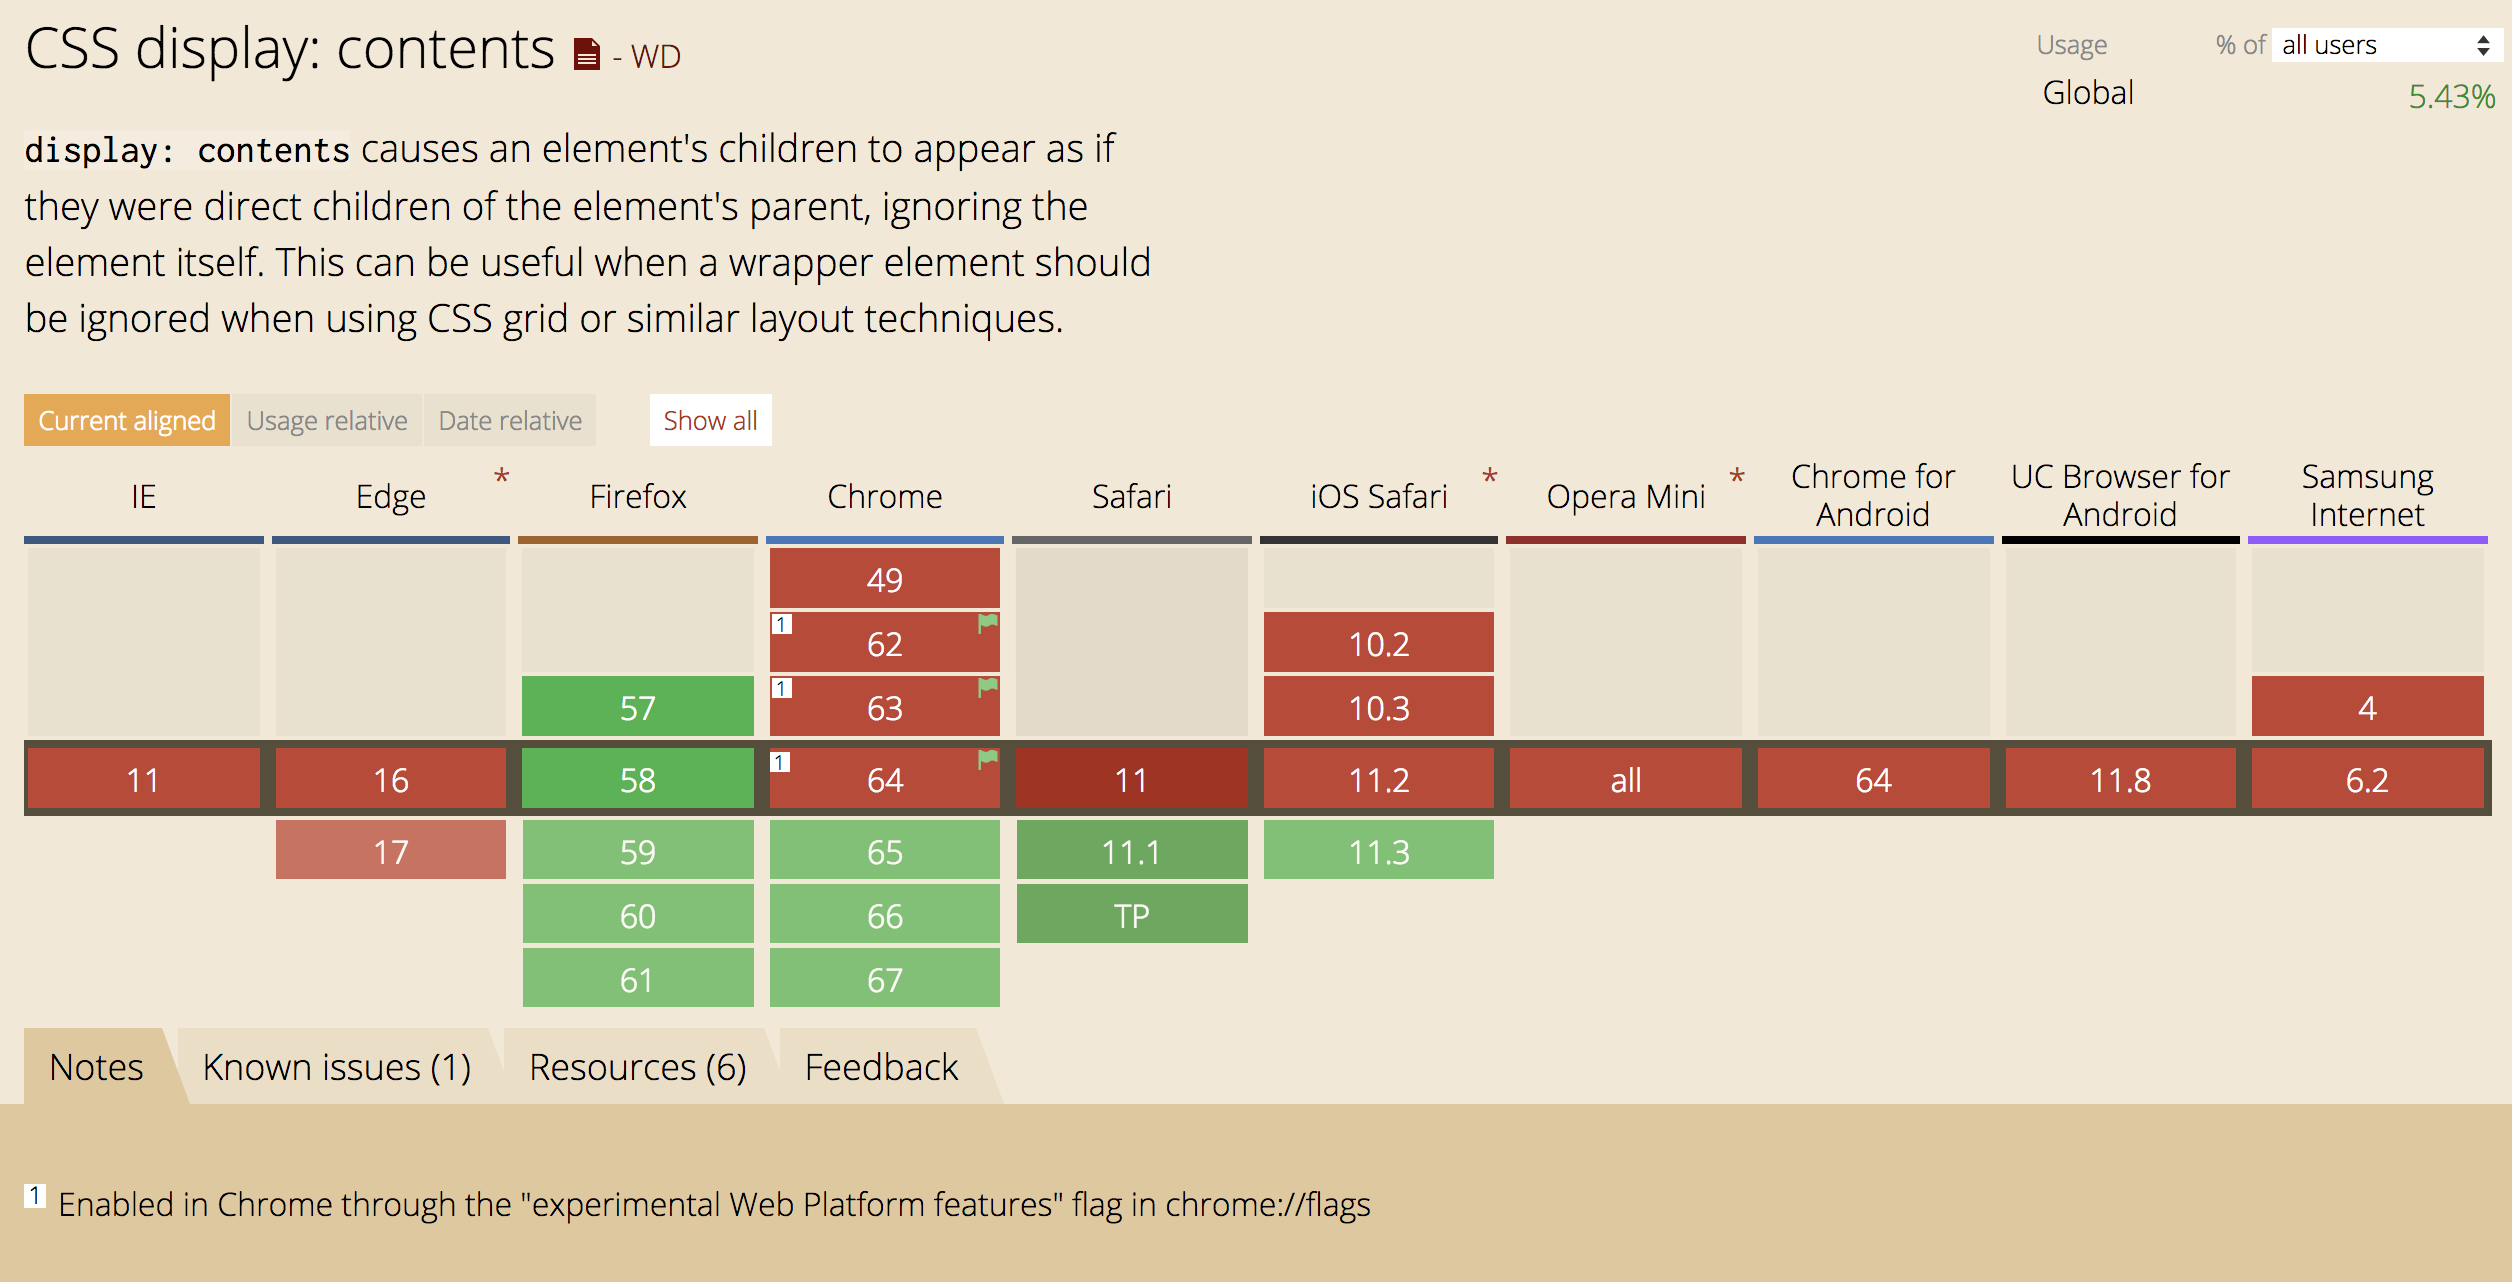 CSS display: contents - WD
Usage % of all users
Global 5.43%
display: contents causes an element's children to appear as if
they were direct children of the element's parent, ignoring the
element itself. This can be useful when a wrapper element should
be ignored when using CSS grid or similar layout techniques.
Current aligned Usage relative Date relative Show all
IE Edge * Firefox Chrome Safari iOS Safari * Opera Mini * Chrome for Android UC Browser for Android Samsung Internet
49
1 62 10.2
57 1 63 10.3 4
11 16 58 1 64 11 11.2 all 64 11.8 6.2
17 59 65 11.1 11.3
60 66 TP
61 67
Notes Known issues (1) Resources (6) Feedback
1 Enabled in Chrome through the "experimental Web Platform features" flag in chrome://flags